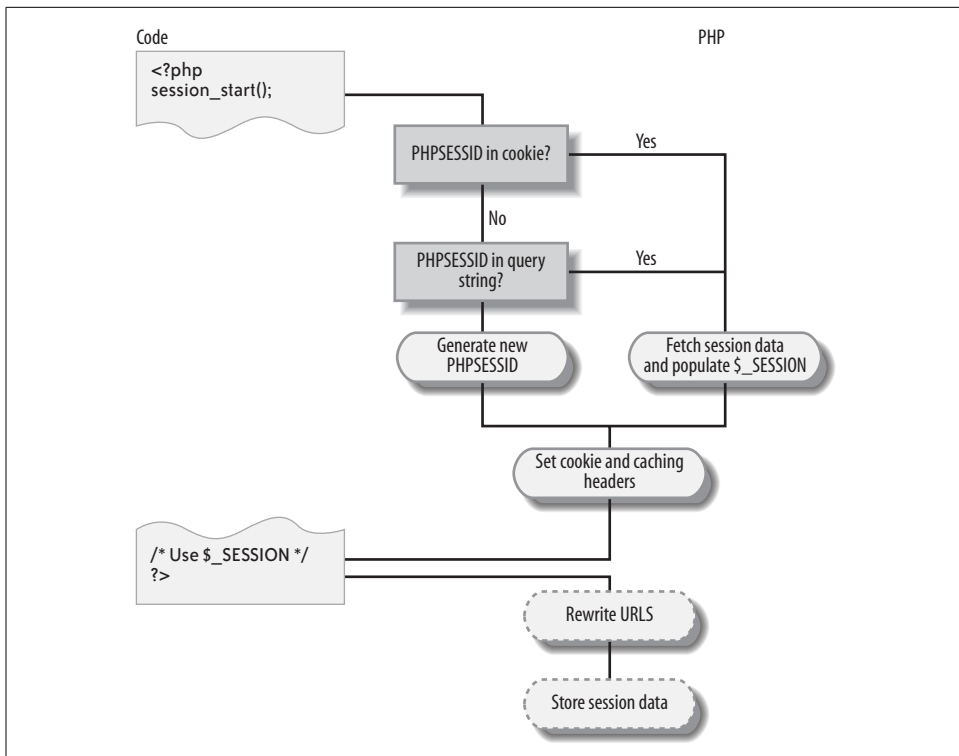 Code
PHP
<?php
session_start();
PHPSESSID in cookie?
Yes
No
PHPSESSID in query
string?
Yes
Generate new
PHPSESSID
Fetch session data
and populate $_SESSION
Set cookie and caching
headers
/* Use $_SESSION */
?>
Rewrite URLS
Store session data